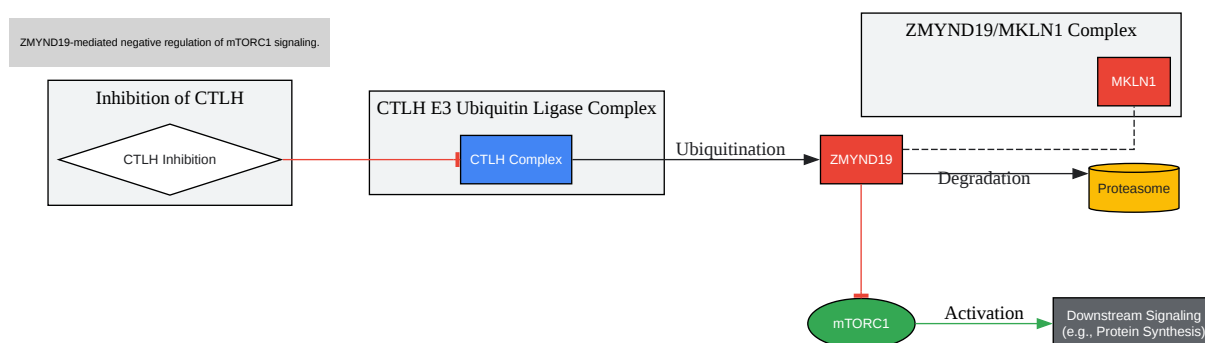 ZMYND19-mediated negative regulation of mTORC1 signaling.
Inhibition of CTLH
CTLH Inhibition
CTLH E3 Ubiquitin Ligase Complex
CTLH Complex
Ubiquitination
ZMYND19/MKLN1 Complex
MKLN1
ZMYND19
Degradation
Proteasome
mTORC1
Activation
Downstream Signaling
(e.g., Protein Synthesis)